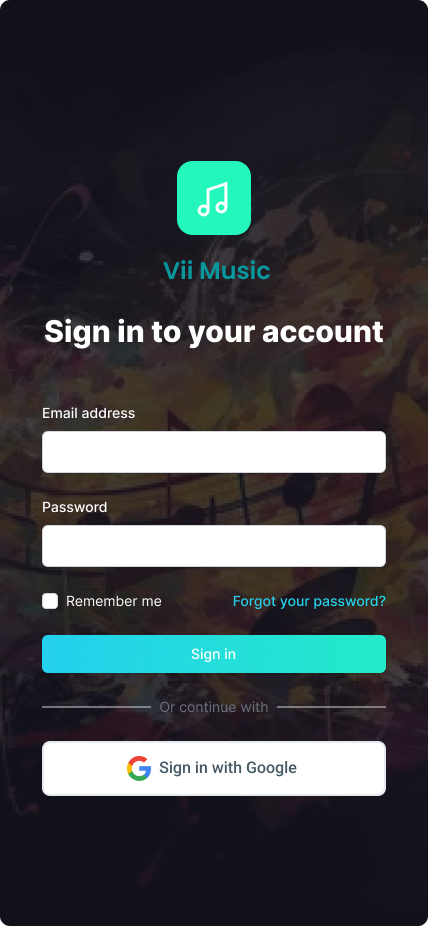 Vii Music
Sign in to your account
Email address
Password
Remember me
Forgot your password?
Sign in
Or continue with
Sign in with Google